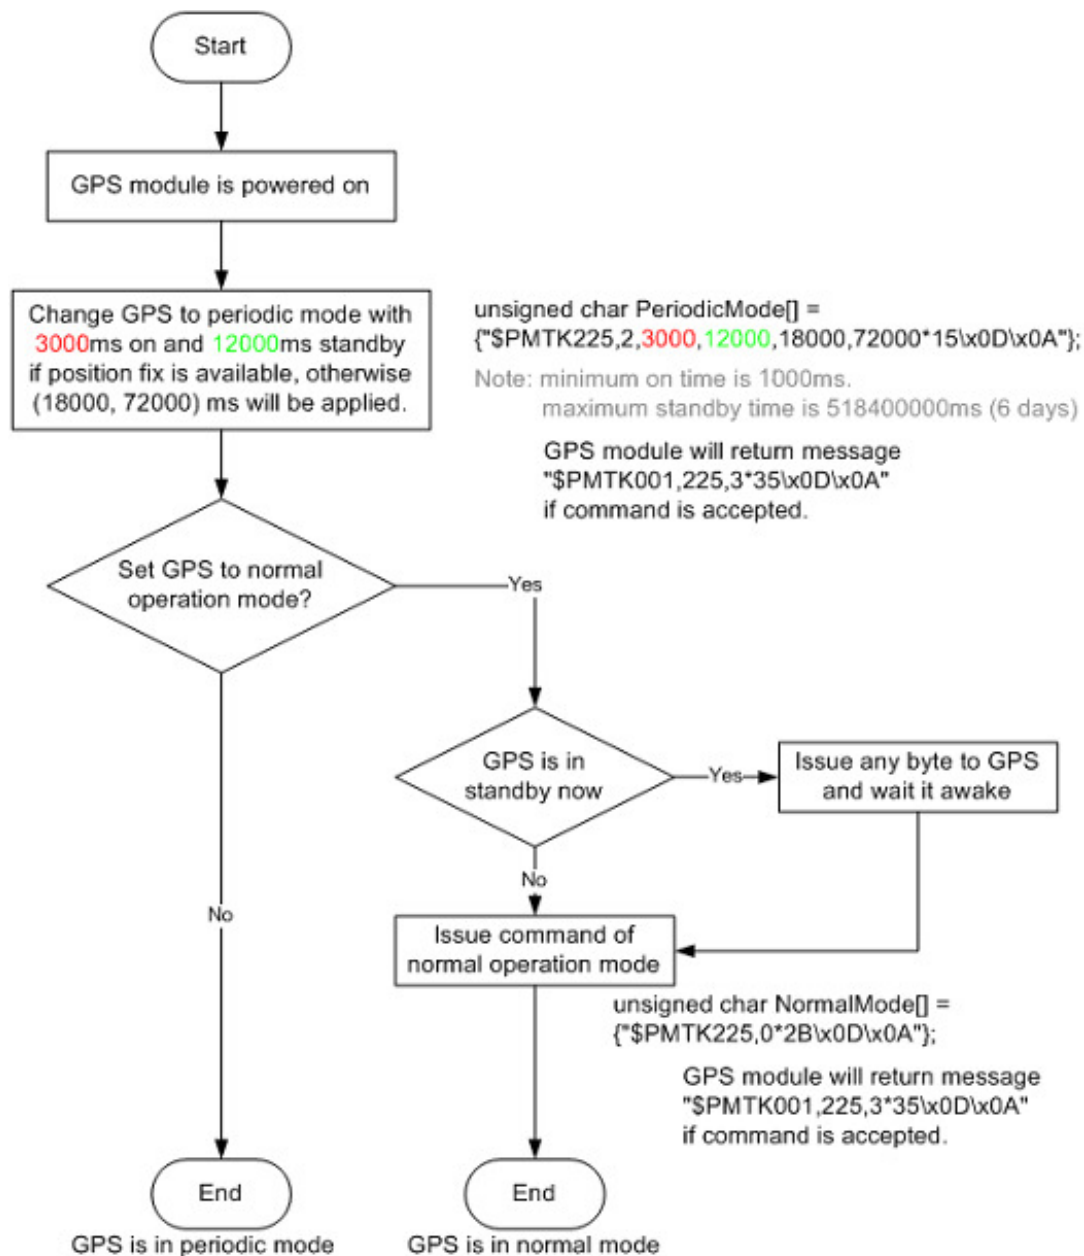 Start
GPS module is powered on
Change GPS to periodic mode with
3000ms on and 12000ms standby
if position fix is available, otherwise
(18000, 72000) ms will be applied.
unsigned char PeriodicMode[] =
{"$PMTK225,2,3000,12000,18000,72000*15\x0D\x0A"};
Note: minimum on time is 1000ms.
maximum standby time is 518400000ms (6 days)
GPS module will return message
"$PMTK001,225,3*35\x0D\x0A"
if command is accepted.
Set GPS to normal
operation mode?
Yes
GPS is in
standby now
Yes
Issue any byte to GPS
and wait it awake
No
No
Issue command of
normal operation mode
unsigned char NormalMode[] =
{"$PMTK225,0*2B\x0D\x0A"};
GPS module will return message
"$PMTK001,225,3*35\x0D\x0A"
if command is accepted.
End
GPS is in periodic mode
End
GPS is in normal mode